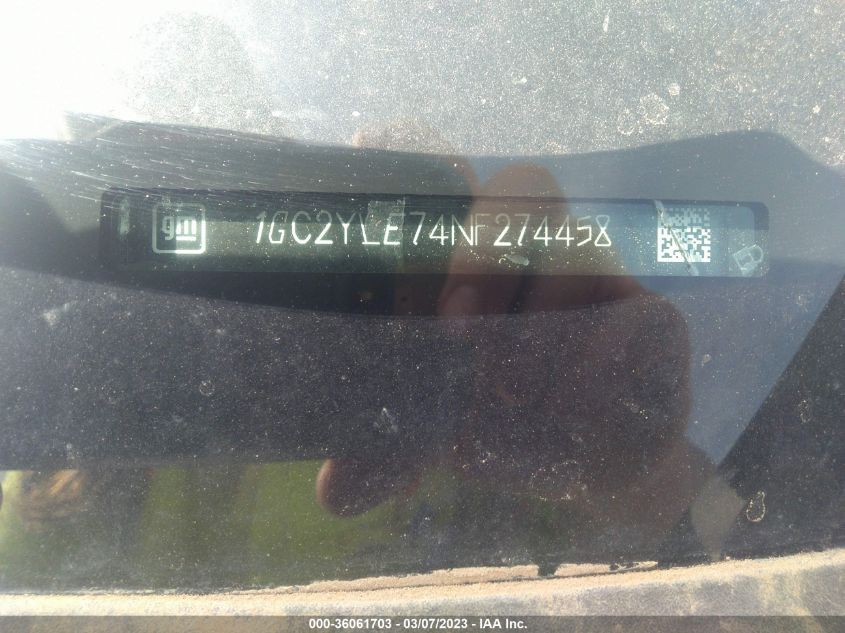 gm 1GC2YLE74NF274458
000-36061703 - 03/07/2023 - IAA Inc.